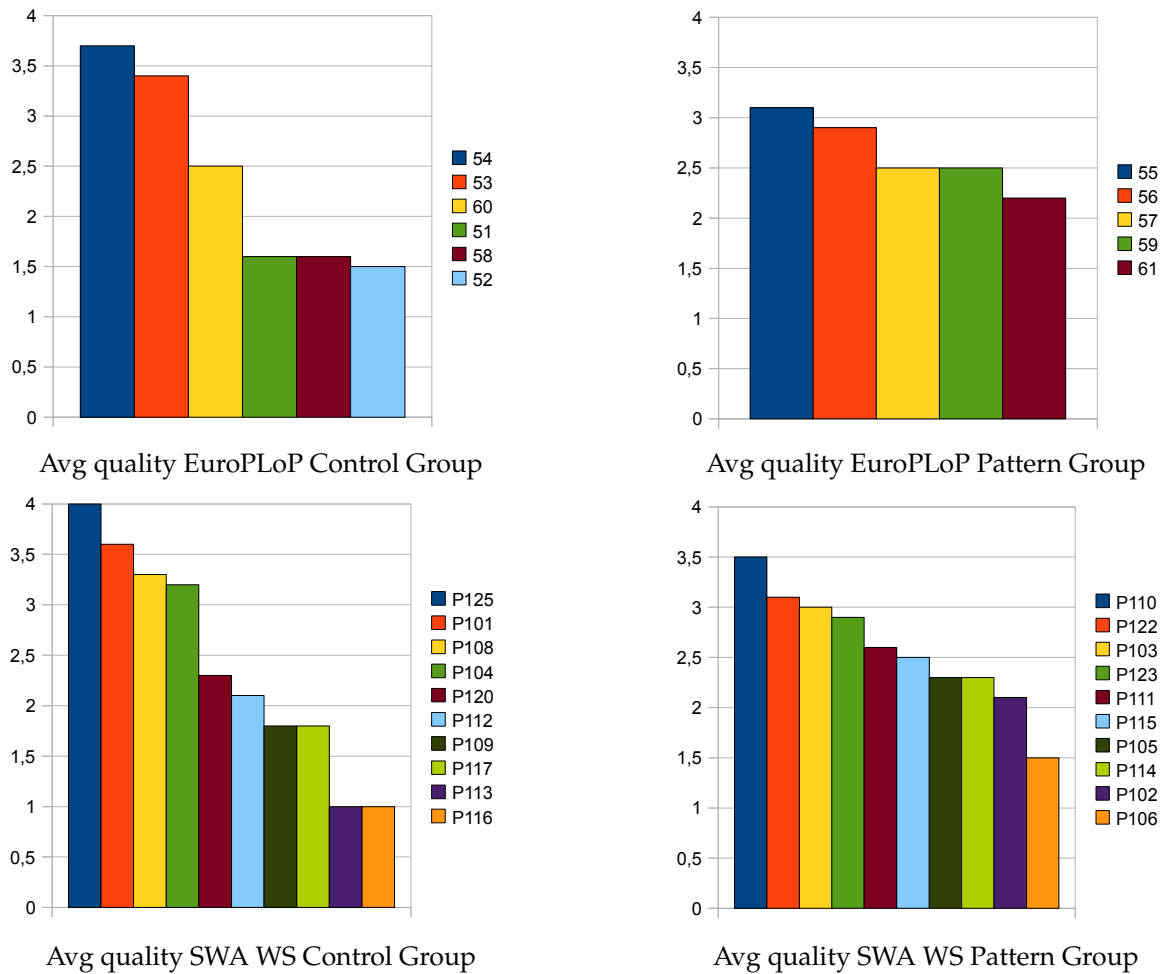 4
3,5
3
2,5
2
1,5
1
0,5
0
54
53
60
51
58
52
Avg quality EuroPLoP Control Group
4
3,5
3
2,5
2
1,5
1
0,5
0
55
56
57
59
61
Avg quality EuroPLoP Pattern Group
4
3,5
3
2,5
2
1,5
1
0,5
0
P125
P101
P108
P104
P120
P112
P109
P117
P113
P116
Avg quality SWA WS Control Group
4
3,5
3
2,5
2
1,5
1
0,5
0
P110
P122
P103
P123
P111
P115
P105
P114
P102
P106
Avg quality SWA WS Pattern Group